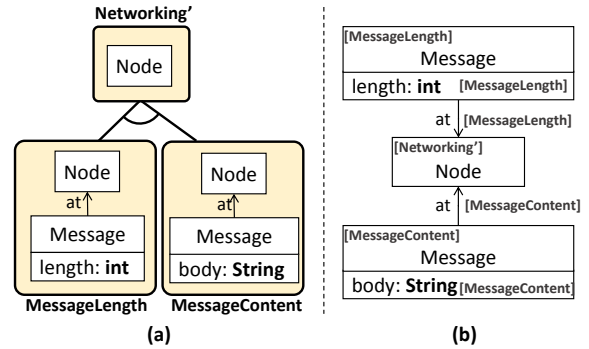 Networking'
Node
Node
at
Message
length: int
MessageLength
Node
at
Message
body: String
MessageContent
(a)
[MessageLength]
Message
length: int [MessageLength]
at [MessageLength]
[Networking']
Node
at [MessageContent]
[MessageContent]
Message
body: String[MessageContent]
(b)